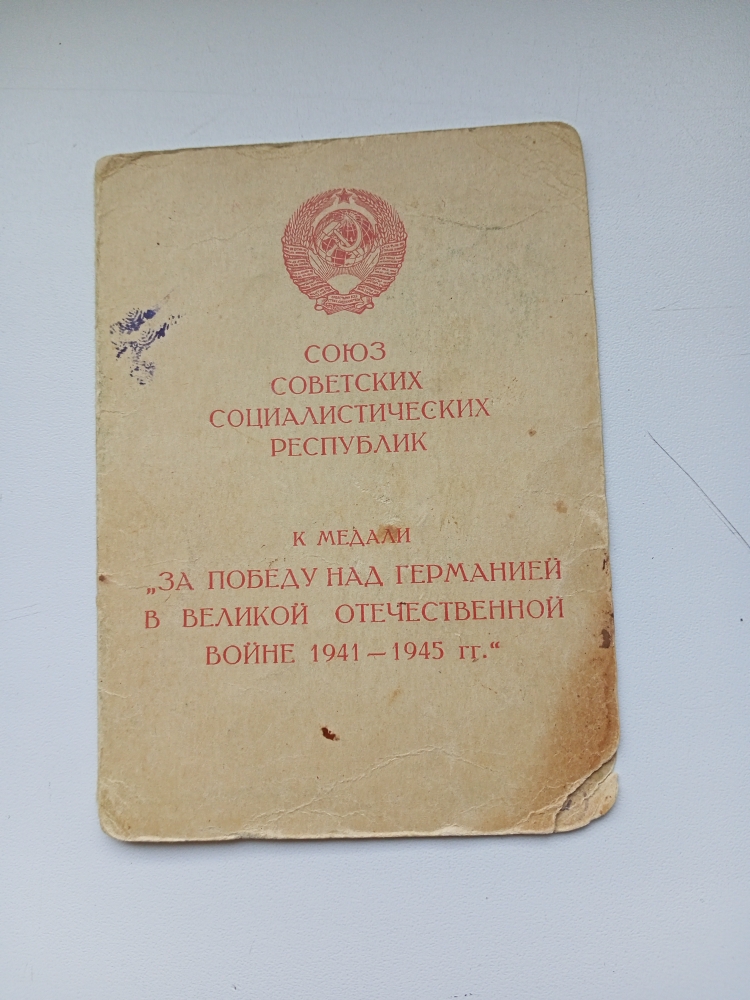 СОЮЗ
СОВЕТСКИХ
СОЦИАЛИСТИЧЕСКИХ
РЕСПУБЛИК
К МЕДАЛИ
„ЗА ПОБЕДУ НАД ГЕРМАНИЕЙ
В ВЕЛИКОЙ ОТЕЧЕСТВЕННОЙ
ВОЙНЕ 1941 — 1945 гг.“